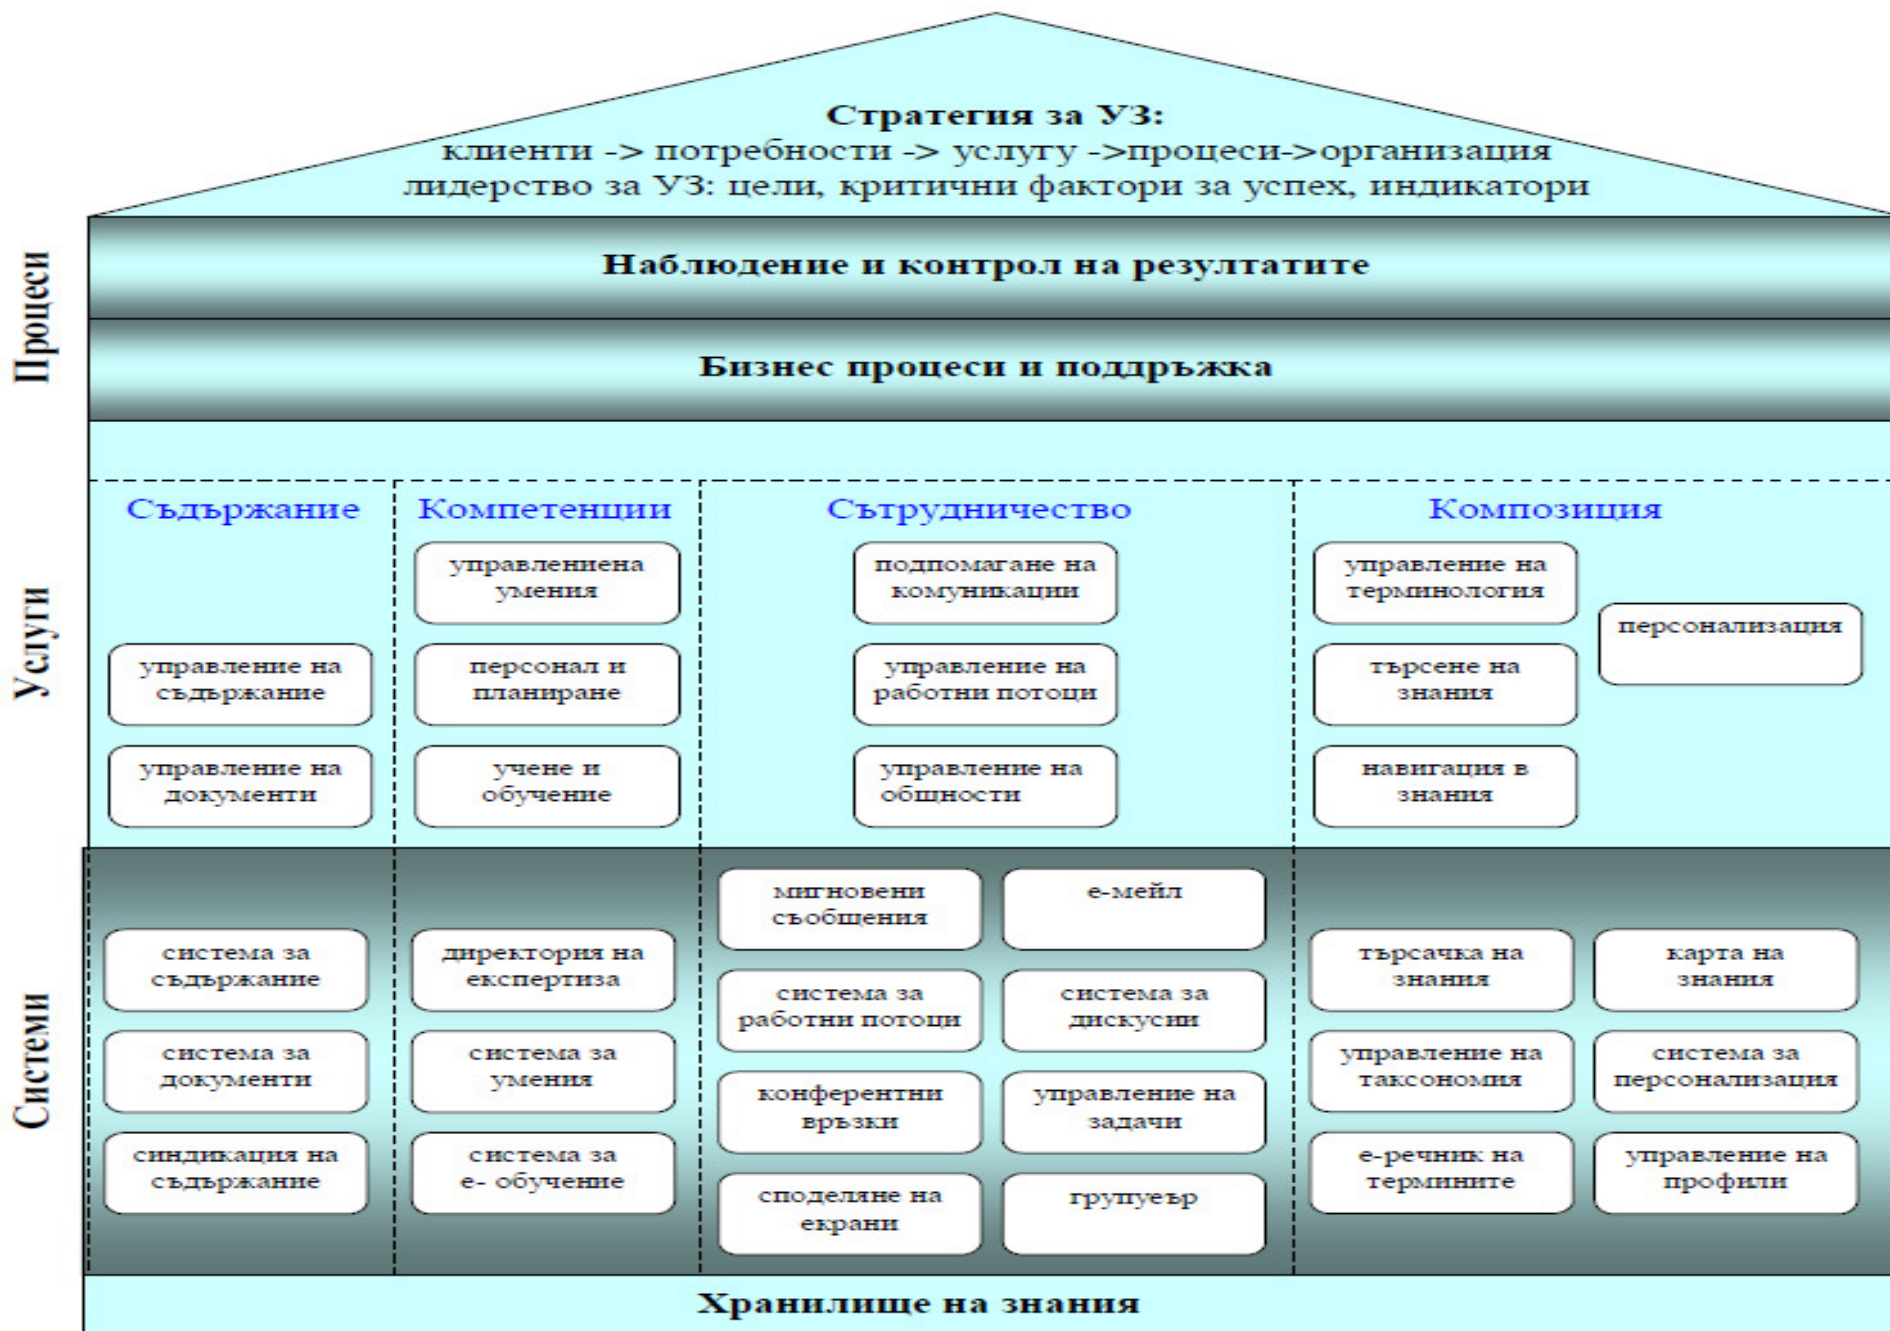 Стратегия за УЗ:
клиенти -> потребности -> услугу ->процеси->организация
лидерство за УЗ: цели, критични фактори за успех, индикатори
Процеси
Наблюдение и контрол на резултатите
Бизнес процеси и поддръжка
Услуги
Съдържание
управление на
съдържание
управление на
документи
Компетенции
управлениена
умения
персонал и
планиране
учене и
обучение
Сътрудничество
подпомагане на
комуникации
управление на
работни потоци
управление на
общности
Композиция
управление на
терминология
персонализация
търсене на
знания
навигация в
знания
Системи
система за
съдържание
система за
документи
синдикация на
съдържание
директория на
експертиза
система за
умения
система за
е- обучение
мигновени
съобщения
е-мейл
система за
работни потоци
система за
дискусии
конферентни
връзки
управление на
задачи
споделяне на
екрани
групуеър
търсачка на
знания
карта на
знания
управление на
таксономия
система за
персонализация
е-речник на
термините
управление на
профили
Хранилище на знания